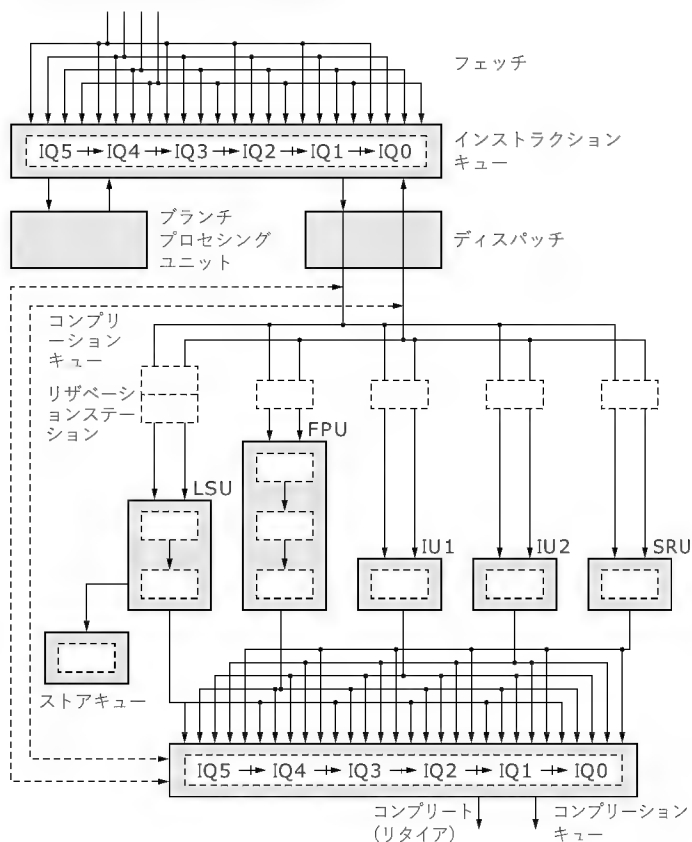 フェッチ
インストラクション
キュー
IQ5 IQ4 IQ3 IQ2 IQ1 IQ0
ブランチ
プロセシング
ユニット
ディスパッチ
コンプリ
ーション
キュー
リザベーシ
ョンステー
ション
FPU
LSU
IU1
IU2
SRU
ストアキュー
IQ5 IQ4 IQ3 IQ2 IQ1 IQ0
コンプリート
(リタイア)
コンプリーション
キュー